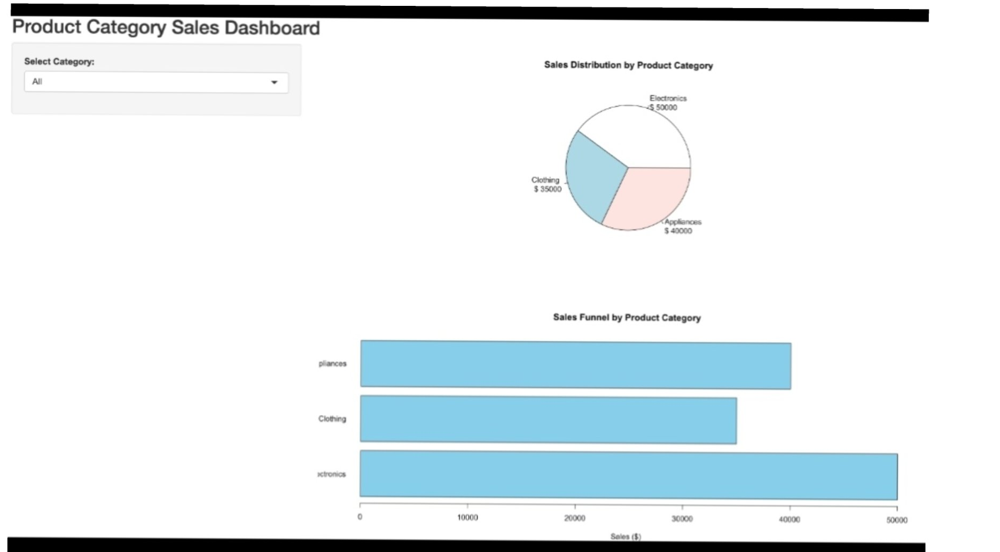 Product Category Sales Dashboard
Select Category:
All
Sales Distribution by Product Category
Electronics
$ 50000
Clothing
$ 35000
Appliances
$ 40000
Sales Funnel by Product Category
pliances
Clothing
ctronics
0
10000
20000
30000
40000
50000
Sales ($)